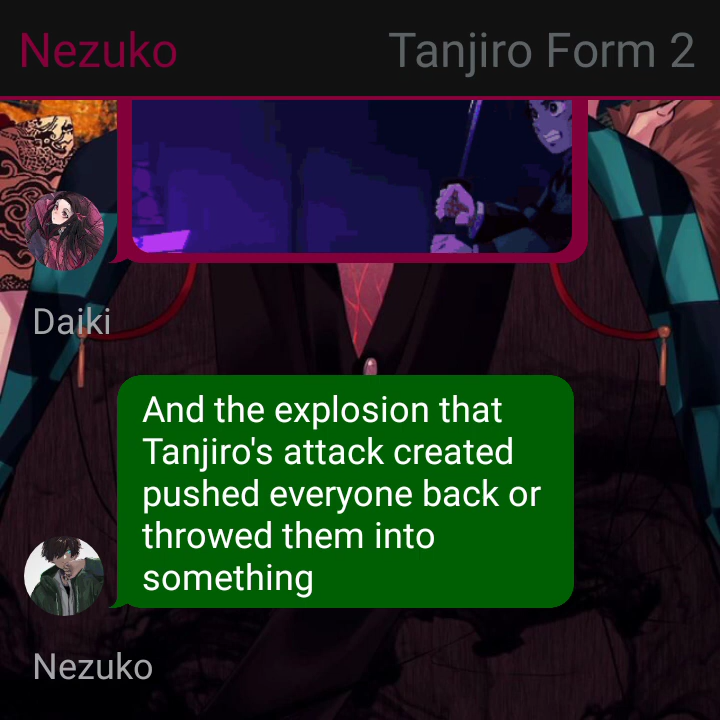 Nezuko Tanjiro Form 2
Daiki
And the explosion that
Tanjiro's attack created
pushed everyone back or
throwed them into
something
Nezuko